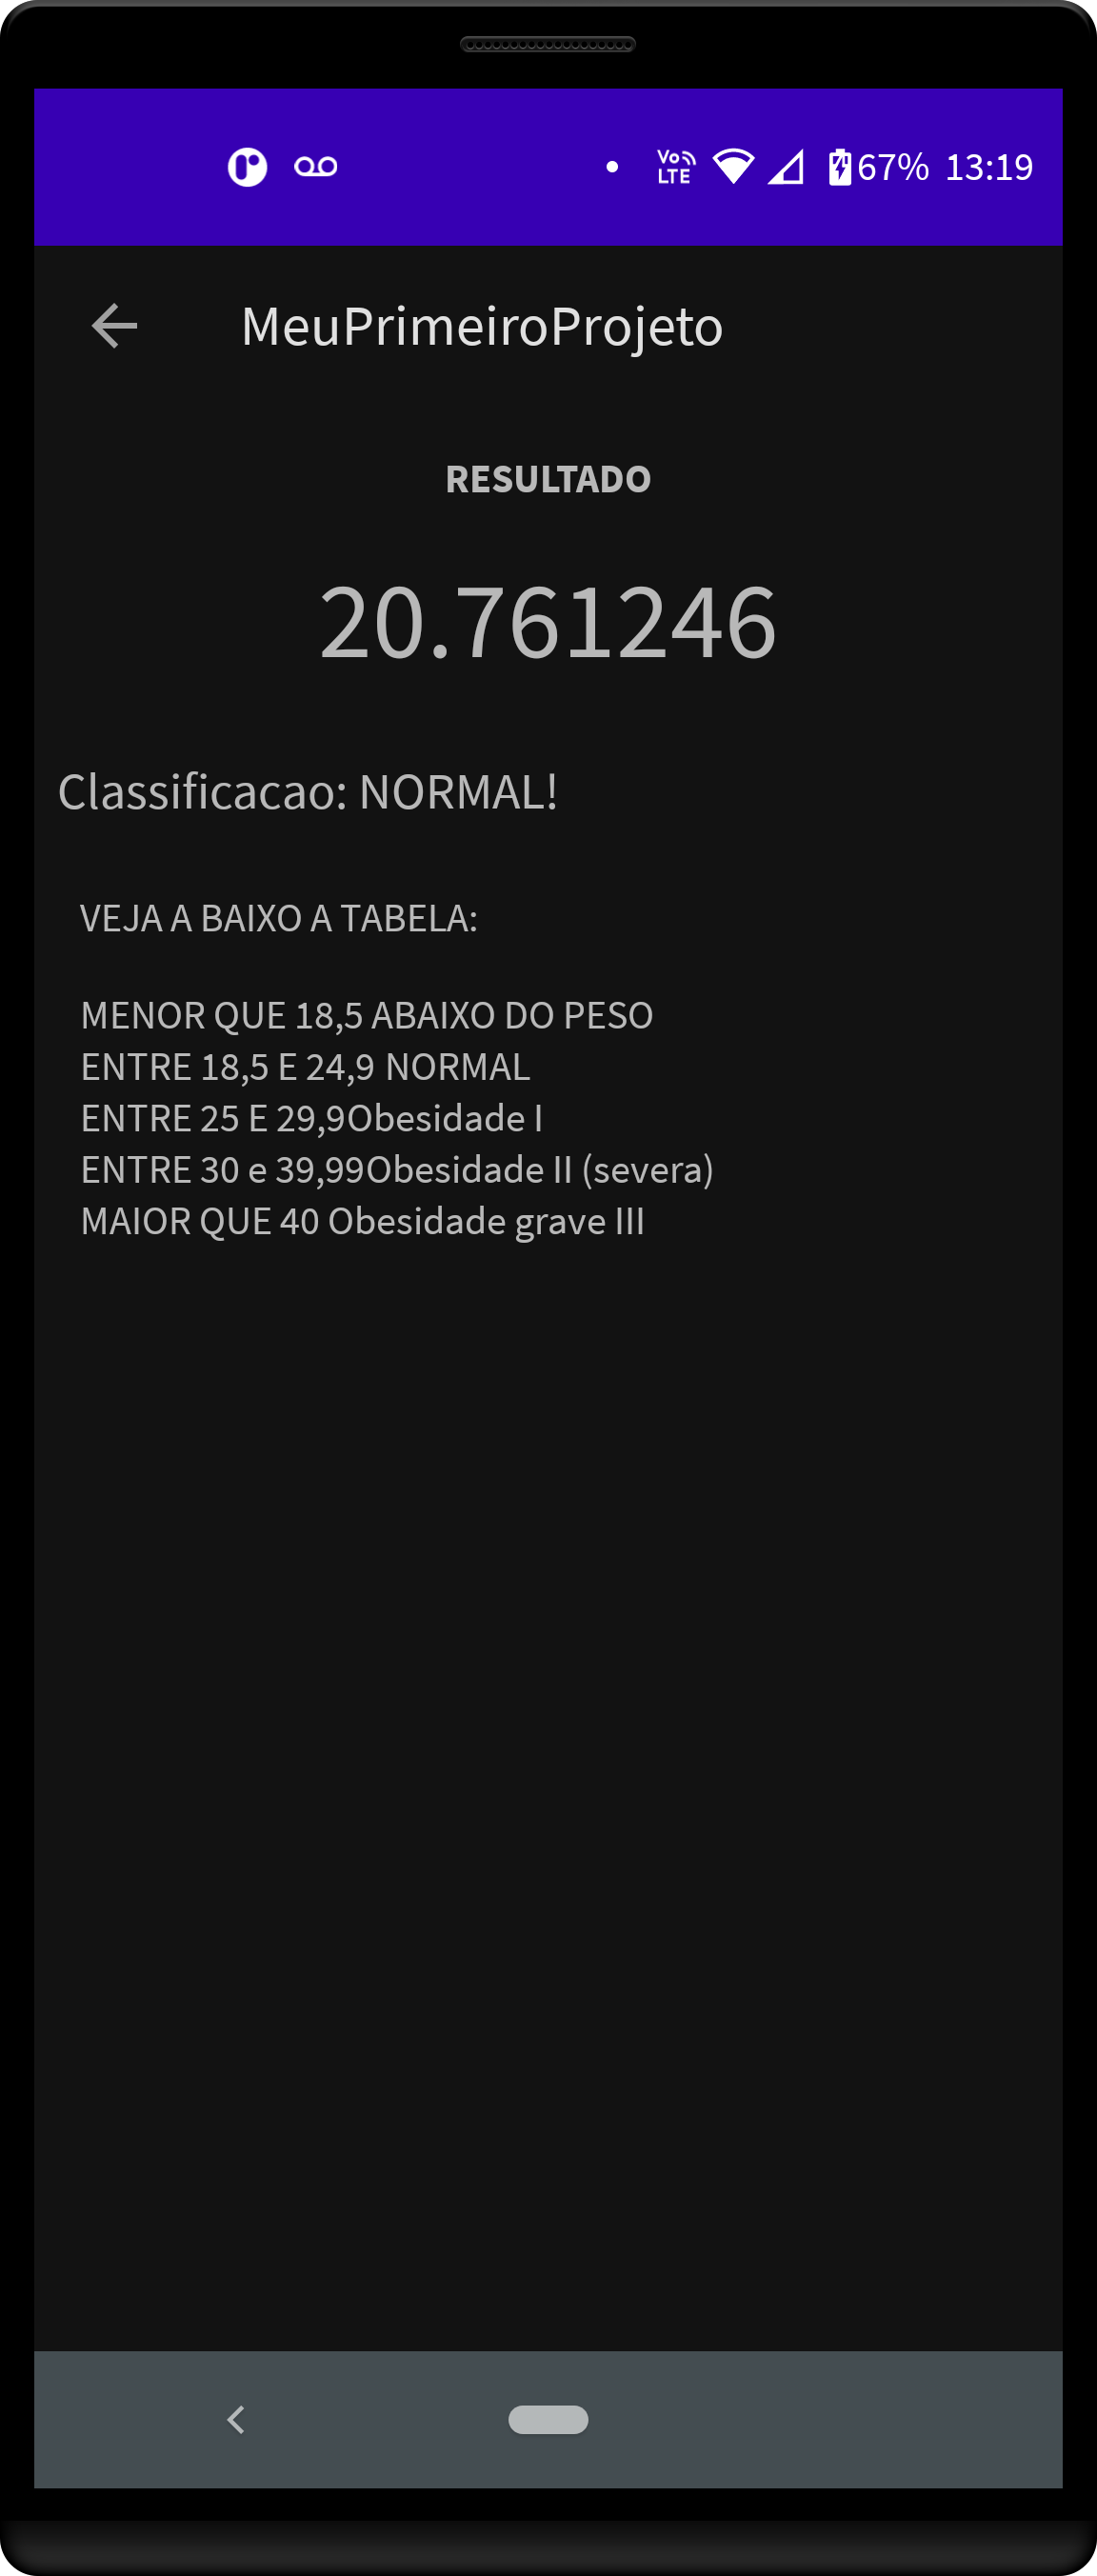 Vo LTE 67% 13:19
MeuPrimeiroProjeto
RESULTADO
20.761246
Classificacao: NORMAL!
VEJA A BAIXO A TABELA:
MENOR QUE 18,5 ABAIXO DO PESO
ENTRE 18,5 E 24,9 NORMAL
ENTRE 25 E 29,9Obesidade I
ENTRE 30 e 39,99Obesidade II (severa)
MAIOR QUE 40 Obesidade grave III